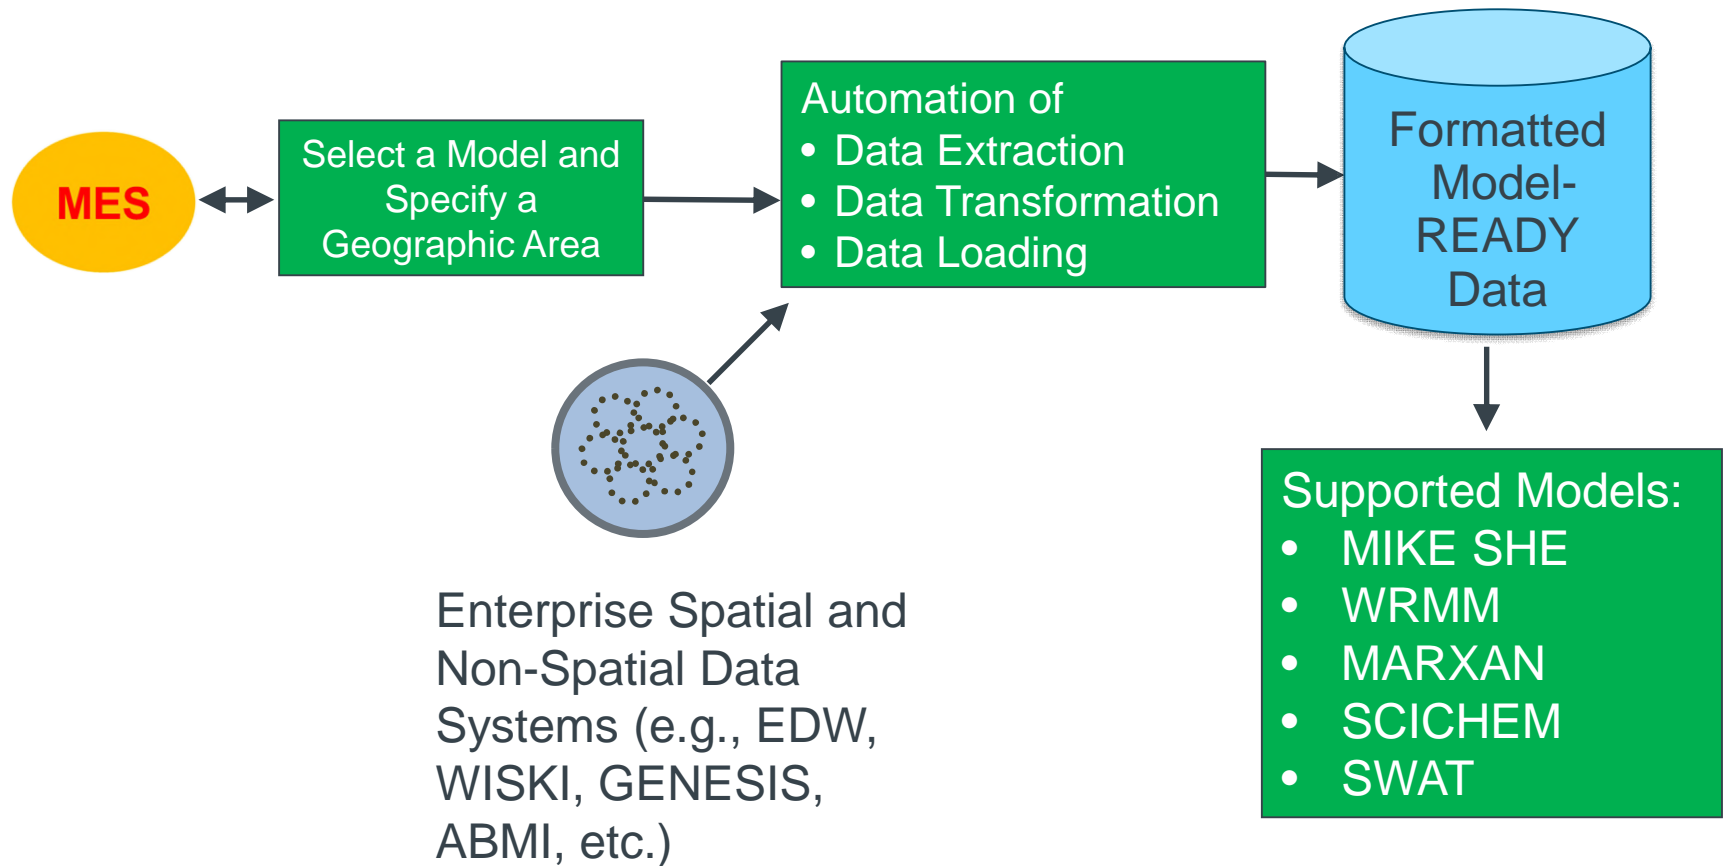 MES
Select a Model and
Specify a
Geographic Area
Automation of
• Data Extraction
• Data Transformation
• Data Loading
Formatted
Model-
READY
Data
Enterprise Spatial and
Non-Spatial Data
Systems (e.g., EDW,
WISKI, GENESIS,
ABMI, etc.)
Supported Models:
• MIKE SHE
• WRMM
• MARXAN
• SCICHEM
• SWAT